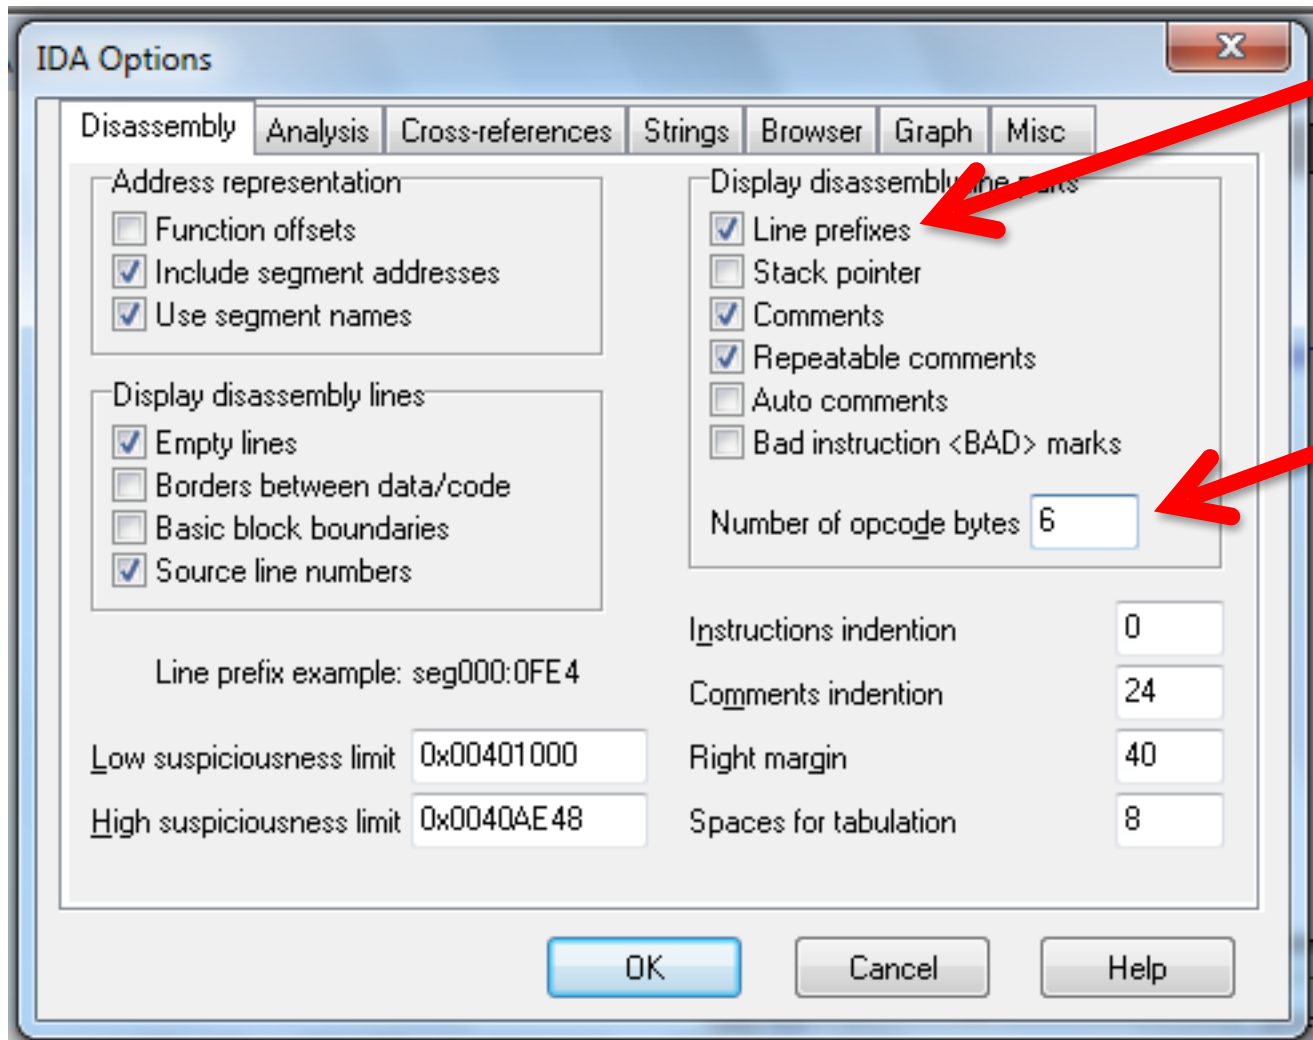 IDA Options
Disassembly Analysis Cross-references Strings Browser Graph Misc
Address representation
Function offsets
Include segment addresses
Use segment names
Display disassembly lines
Empty lines
Borders between data/code
Basic block boundaries
Source line numbers
Line prefix example: seg000:0FE4
Low suspiciousness limit 0x00401000
High suspiciousness limit 0x0040AE48
Display disassembly line parts
Line prefixes
Stack pointer
Comments
Repeatable comments
Auto comments
Bad instruction <BAD> marks
Number of opcode bytes 6
Instructions indention 0
Comments indention 24
Right margin 40
Spaces for tabulation 8
OK Cancel Help